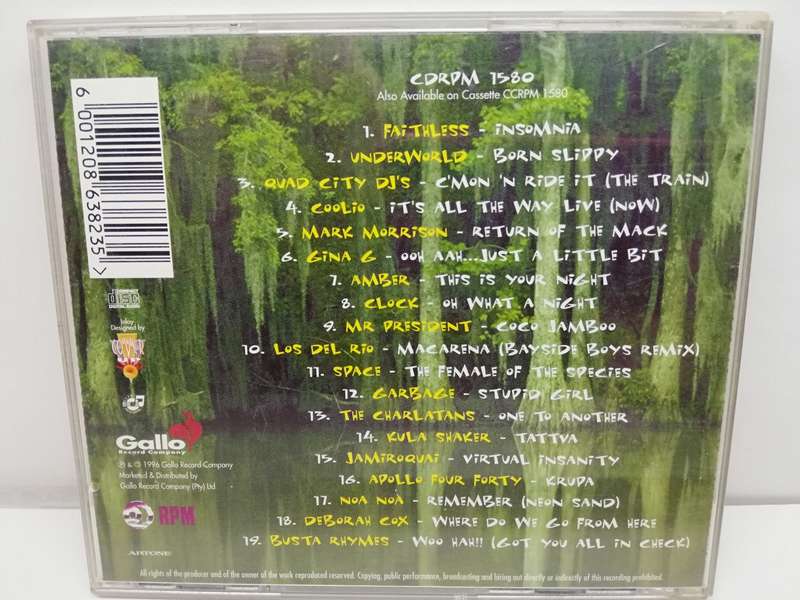 CDRPM 1580
Also Available on Cassette CCRPM 1580
6 001208 638235 >
1. FAITHLESS - INSOMNIA
2. UNDERWORLD - BORN SLIPPY
3. QUAD CITY DJ'S - C'MON 'N RIDE IT (THE TRAIN)
4. COOLIO - IT'S ALL THE WAY LIVE (NOW)
5. MARK MORRISON - RETURN OF THE MACK
6. GINA G - OOH AAH...JUST A LITTLE BIT
7. AMBER - THIS IS YOUR NIGHT
8. CLOCK - OH WHAT A NIGHT
9. MR PRESIDENT - COCO JAMBOO
10. LOS DEL RIO - MACARENA (BAYSIDE BOYS REMIX)
11. SPACE - THE FEMALE OF THE SPECIES
12. GARBAGE - STUPID GIRL
13. THE CHARLATANS - ONE TO ANOTHER
14. KULA SHAKER - TATTVA
15. JAMIROQUAI - VIRTUAL INSANITY
16. APOLLO FOUR FORTY - KRUPA
17. NOA NOA - REMEMBER (NEON SAND)
18. DEBORAH COX - WHERE DO WE GO FROM HERE
19. BUSTA RHYMES - WOO HAH!! (GOT YOU ALL IN CHECK)
disc
Inlay
Designed by
Gallo
Record Company
℗ & © 1996 Gallo Record Company
Marketed & Distributed by
Gallo Record Company (Pty) Ltd
RPM
ARTONE
All rights of the producer and of the owner of the work reproduced reserved. Copying, public performance, broadcasting and hiring out directly or indirectly of this recording prohibited.